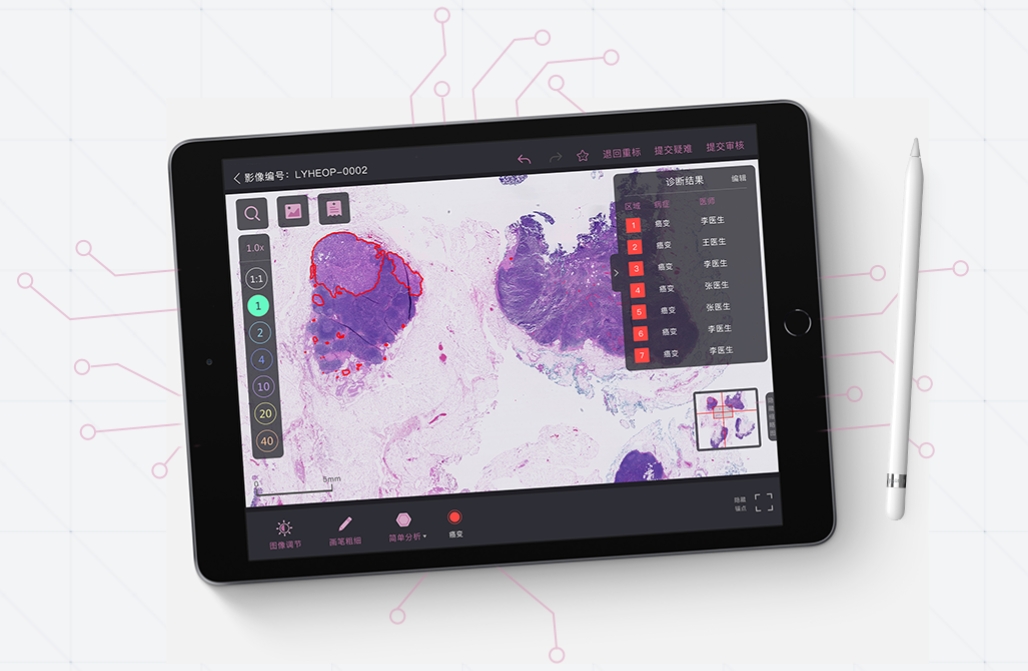 影像编号：LYHEOP-0002
退回重标 提交疑难 提交审核
诊断结果 编辑
区域 病症 医师
1 癌变 李医生
2 癌变 王医生
3 癌变 李医生
4 癌变 张医生
5 癌变 张医生
6 癌变 李医生
7 癌变 李医生
1.0x
1:1
1
2
4
10
20
40
0 5mm
图像调节
画笔粗细
简单分析
癌变
隐藏
锚点